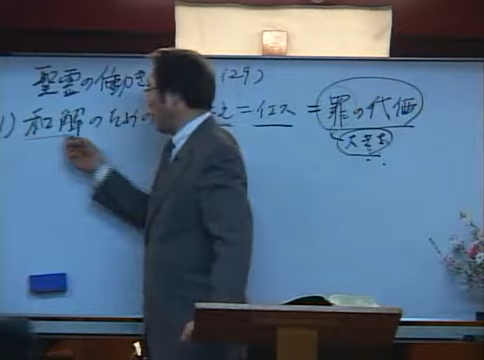 聖霊の働き (29)
1) 和解のための え=イエス=罪の代価
大きさ